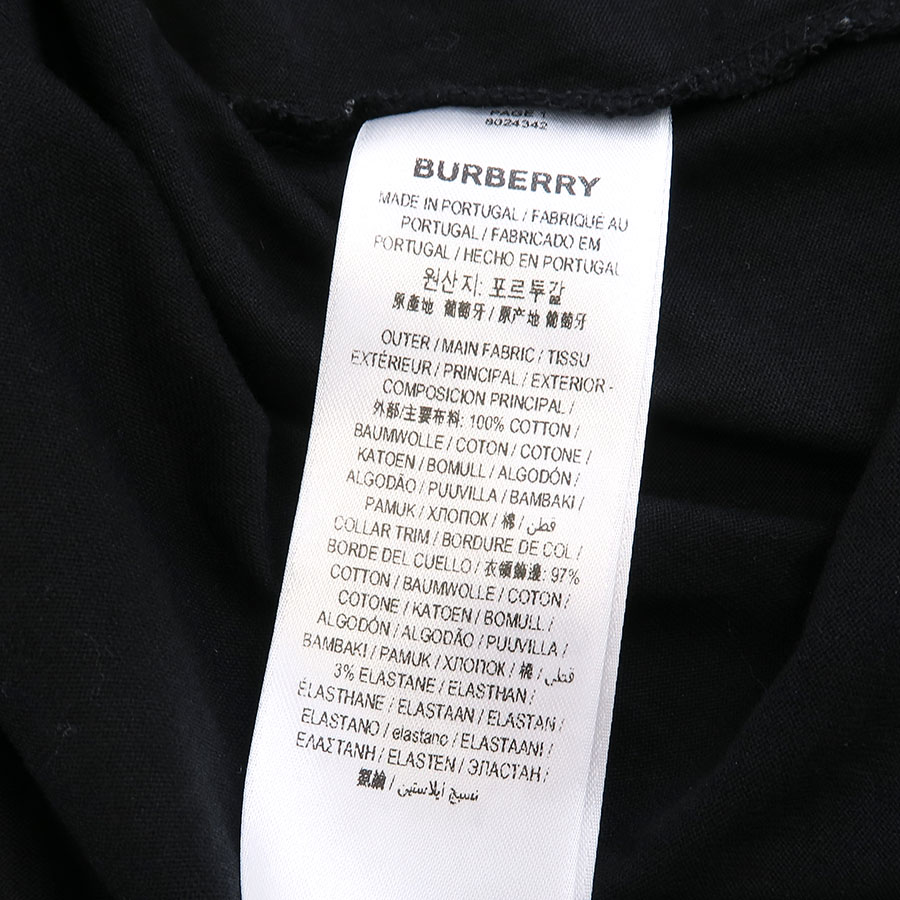 PAGE 1
8024342
BURBERRY
MADE IN PORTUGAL / FABRIQUE AU
PORTUGAL / FABRICADO EM
PORTUGAL / HECHO EN PORTUGAL
원산지: 포르투갈
原產地 葡萄牙 / 原产地 葡萄牙
OUTER / MAIN FABRIC / TISSU
EXTÉRIEUR / PRINCIPAL / EXTERIOR -
COMPOSICION PRINCIPAL /
外部/主要布料: 100% COTTON /
BAUMWOLLE / COTON / COTONE /
KATOEN / BOMULL / ALGODÓN /
ALGODÃO / PUUVILLA / BAMBAKI /
PAMUK / ХЛОПОК / 棉 / قطن /
COLLAR TRIM / BORDURE DE COL /
BORDE DEL CUELLO / 衣領飾邊: 97%
COTTON / BAUMWOLLE / COTON /
COTONE / KATOEN / BOMULL /
ALGODÓN / ALGODÃO / PUUVILLA /
BAMBAKI / PAMUK / ХЛОПОК / 棉 / قطني
3% ELASTANE / ELASTHAN /
ÉLASTHANE / ELASTAAN / ELASTAN /
ELASTANO / elastano / ELASTAANI /
ΕΛΑΣΤΑΝΗ / ELASTEN / ЭЛАСТАН /
نسيج أيلاستيين /